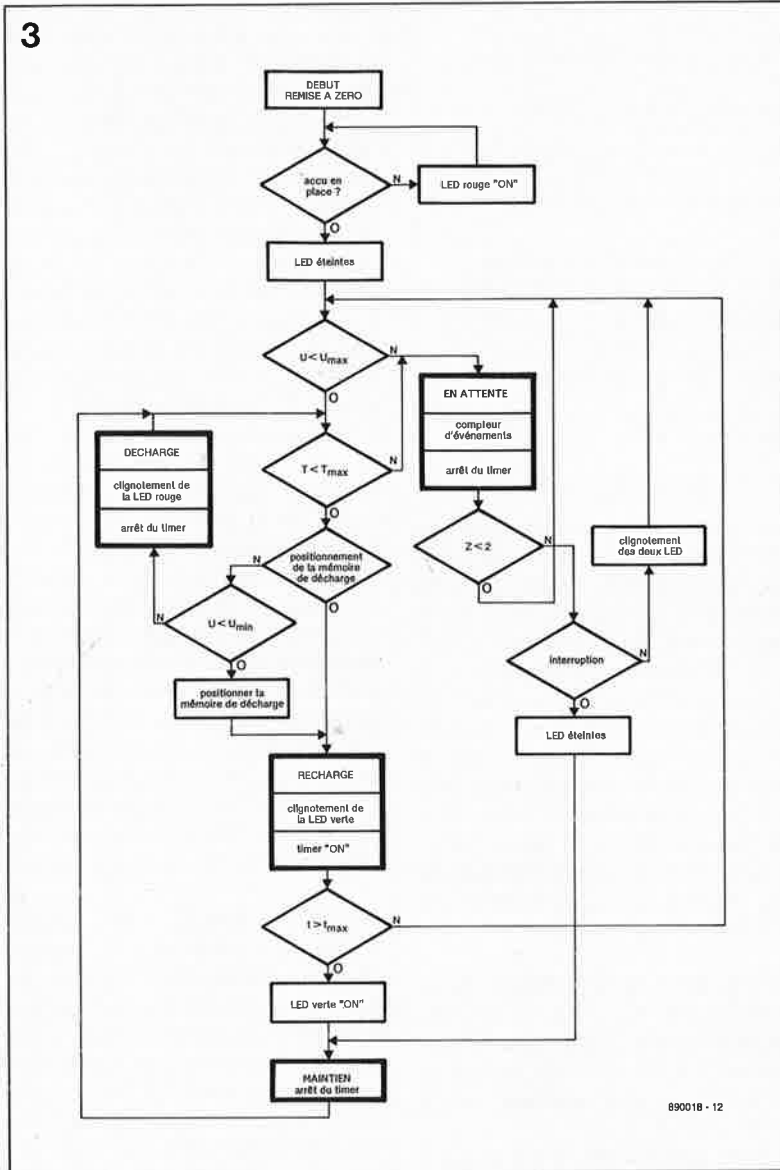 3
DEBUT
REMISE A ZERO
accu en
place ?
N
LED rouge "ON"
O
LED éteintes
U < Umax
N
O
EN ATTENTE
compteur
d'événements
arrêt du timer
DECHARGE
clignotement de
la LED rouge
arrêt du timer
T < Tmax
N
O
Z < 2
N
O
clignotement
des deux LED
positionnement
de la mémoire
de décharge
N
O
U < Umin
N
O
interruption
N
O
positionner la
mémoire de décharge
LED éteintes
RECHARGE
clignotement de
la LED verte
timer "ON"
t > tmax
N
O
LED verte "ON"
MAINTIEN
arrêt du timer
890018 - 12